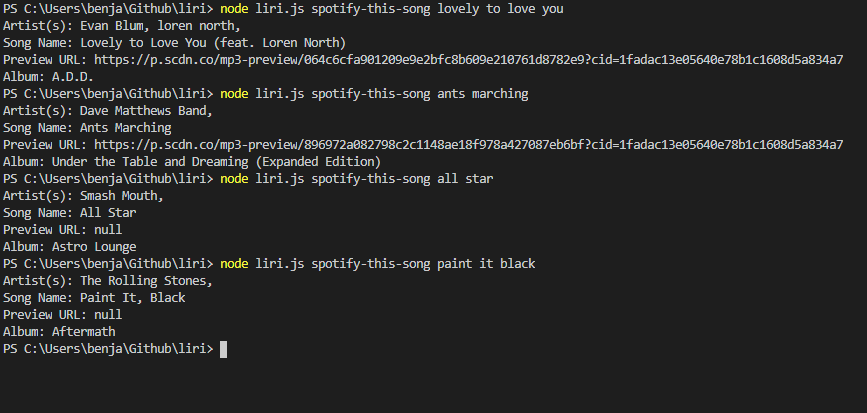 PS C:\Users\benja\Github\liri> node liri.js spotify-this-song lovely to love you
Artist(s): Evan Blum, loren north,
Song Name: Lovely to Love You (feat. Loren North)
Preview URL: https://p.scdn.co/mp3-preview/064c6cfa901209e9e2bfc8b609e210761d8782e9?cid=1fadac13e05640e78b1c1608d5a834a7
Album: A.D.D.
PS C:\Users\benja\Github\liri> node liri.js spotify-this-song ants marching
Artist(s): Dave Matthews Band,
Song Name: Ants Marching
Preview URL: https://p.scdn.co/mp3-preview/896972a082798c2c1148ae18f978a427087eb6bf?cid=1fadac13e05640e78b1c1608d5a834a7
Album: Under the Table and Dreaming (Expanded Edition)
PS C:\Users\benja\Github\liri> node liri.js spotify-this-song all star
Artist(s): Smash Mouth,
Song Name: All Star
Preview URL: null
Album: Astro Lounge
PS C:\Users\benja\Github\liri> node liri.js spotify-this-song paint it black
Artist(s): The Rolling Stones,
Song Name: Paint It, Black
Preview URL: null
Album: Aftermath
PS C:\Users\benja\Github\liri>